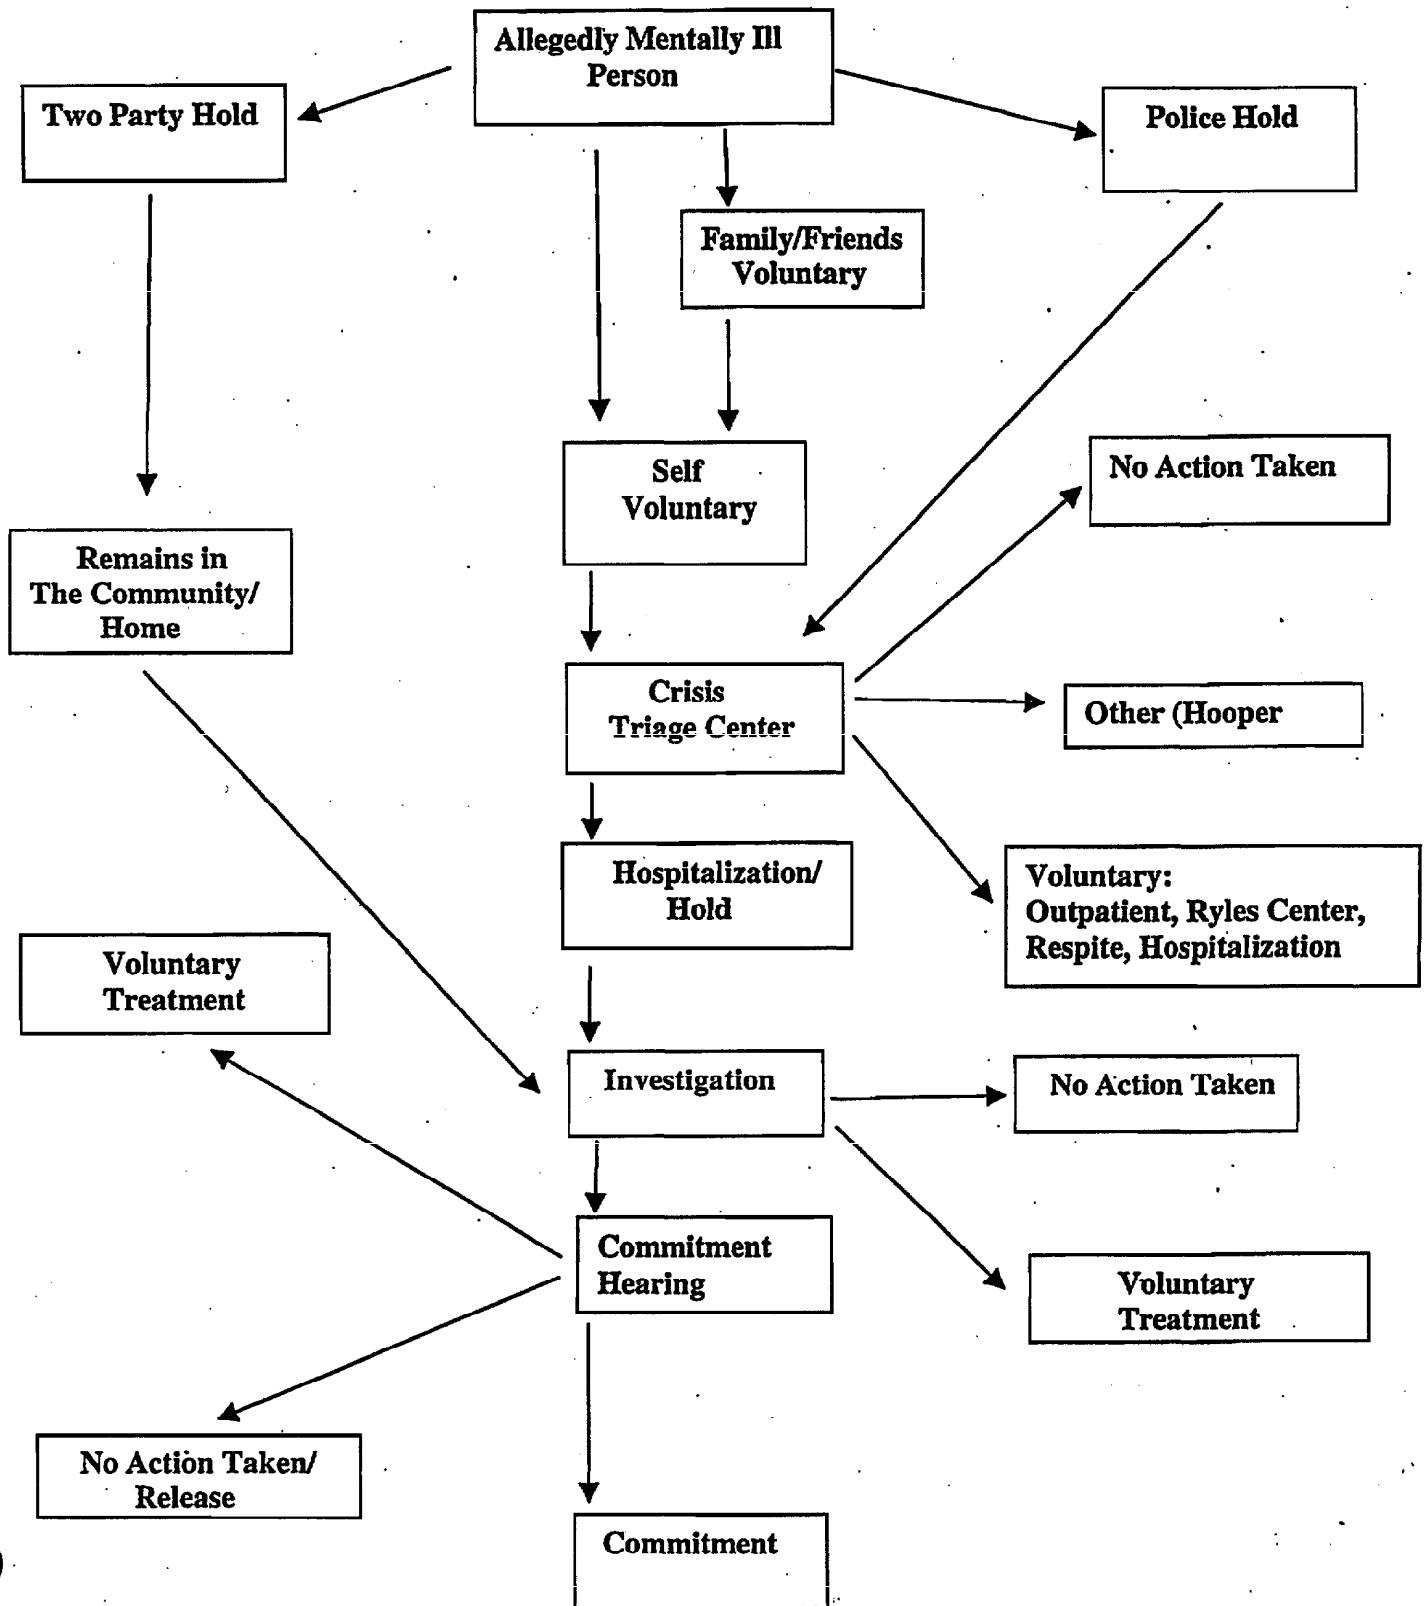 Allegedly Mentally Ill
Person
Two Party Hold
Police Hold
Family/Friends
Voluntary
Self
Voluntary
No Action Taken
Remains in
The Community/
Home
Crisis
Triage Center
Other (Hooper
Hospitalization/
Hold
Voluntary:
Outpatient, Ryles Center,
Respite, Hospitalization
Voluntary
Treatment
Investigation
No Action Taken
Commitment
Hearing
Voluntary
Treatment
No Action Taken/
Release
Commitment